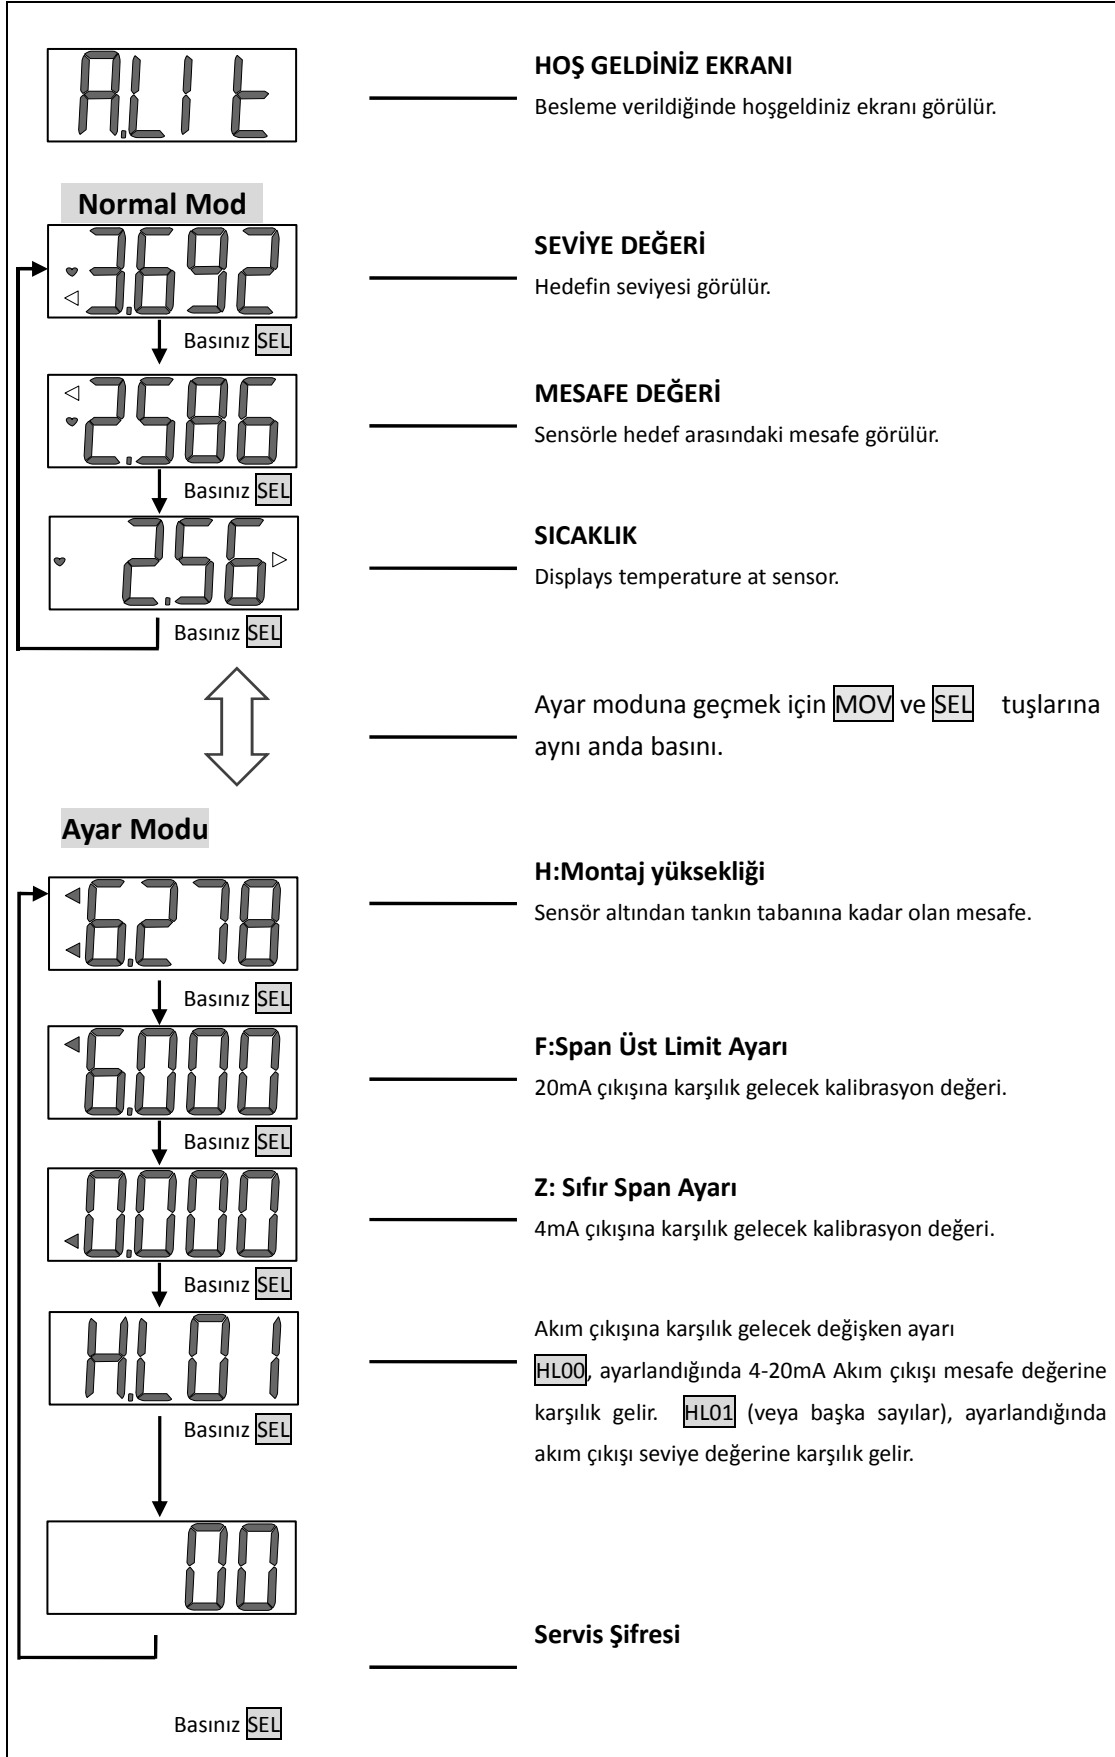 A.LIt
HOŞ GELDİNİZ EKRANI
Besleme verildiğinde hoşgeldiniz ekranı görülür.
Normal Mod
3.692
SEVİYE DEĞERİ
Hedefin seviyesi görülür.
Basınız SEL
2.586
MESAFE DEĞERİ
Sensörle hedef arasındaki mesafe görülür.
Basınız SEL
2.56
SICAKLIK
Displays temperature at sensor.
Basınız SEL
Ayar moduna geçmek için MOV ve SEL tuşlarına
aynı anda basını.
Ayar Modu
6.278
H:Montaj yüksekliği
Sensör altından tankın tabanına kadar olan mesafe.
Basınız SEL
6.000
F:Span Üst Limit Ayarı
20mA çıkışına karşılık gelecek kalibrasyon değeri.
Basınız SEL
0.000
Z: Sıfır Span Ayarı
4mA çıkışına karşılık gelecek kalibrasyon değeri.
Basınız SEL
H.L01
Akım çıkışına karşılık gelecek değişken ayarı
HL00, ayarlandığında 4-20mA Akım çıkışı mesafe değerine
karşılık gelir. HL01 (veya başka sayılar), ayarlandığında
akım çıkışı seviye değerine karşılık gelir.
Basınız SEL
00
Servis Şifresi
Basınız SEL